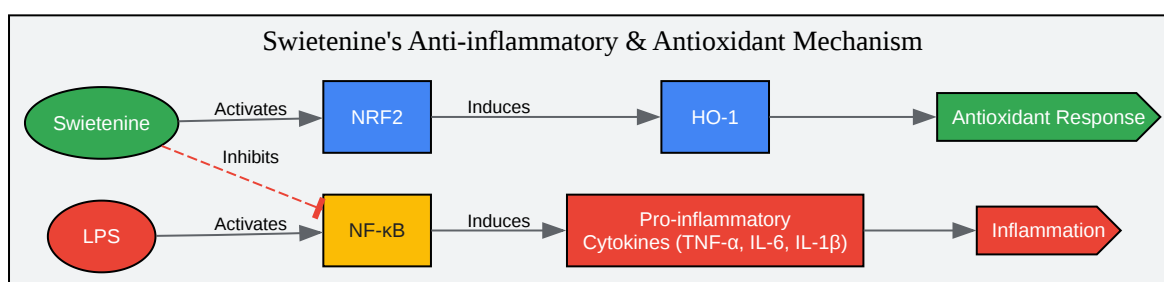 Swietenine's Anti-inflammatory & Antioxidant Mechanism
Swietenine
Activates
NRF2
Induces
HO-1
Antioxidant Response
Inhibits
LPS
Activates
NF-κB
Induces
Pro-inflammatory
Cytokines (TNF-α, IL-6, IL-1β)
Inflammation